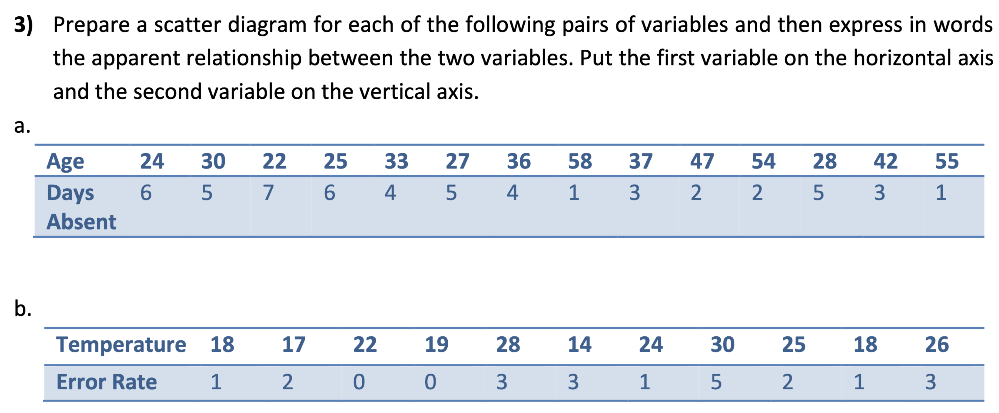 3) Prepare a scatter diagram for each of the following pairs of variables and then express in words
the apparent relationship between the two variables. Put the first variable on the horizontal axis
and the second variable on the vertical axis.
a.
Age 24 30 22 25 33 27 36 58 37 47 54 28 42 55
Days 6 5 7 6 4 5 4 1 3 2 2 5 3 1
Absent
b.
Temperature 18 17 22 19 28 14 24 30 25 18 26
Error Rate 1 2 0 0 3 3 1 5 2 1 3